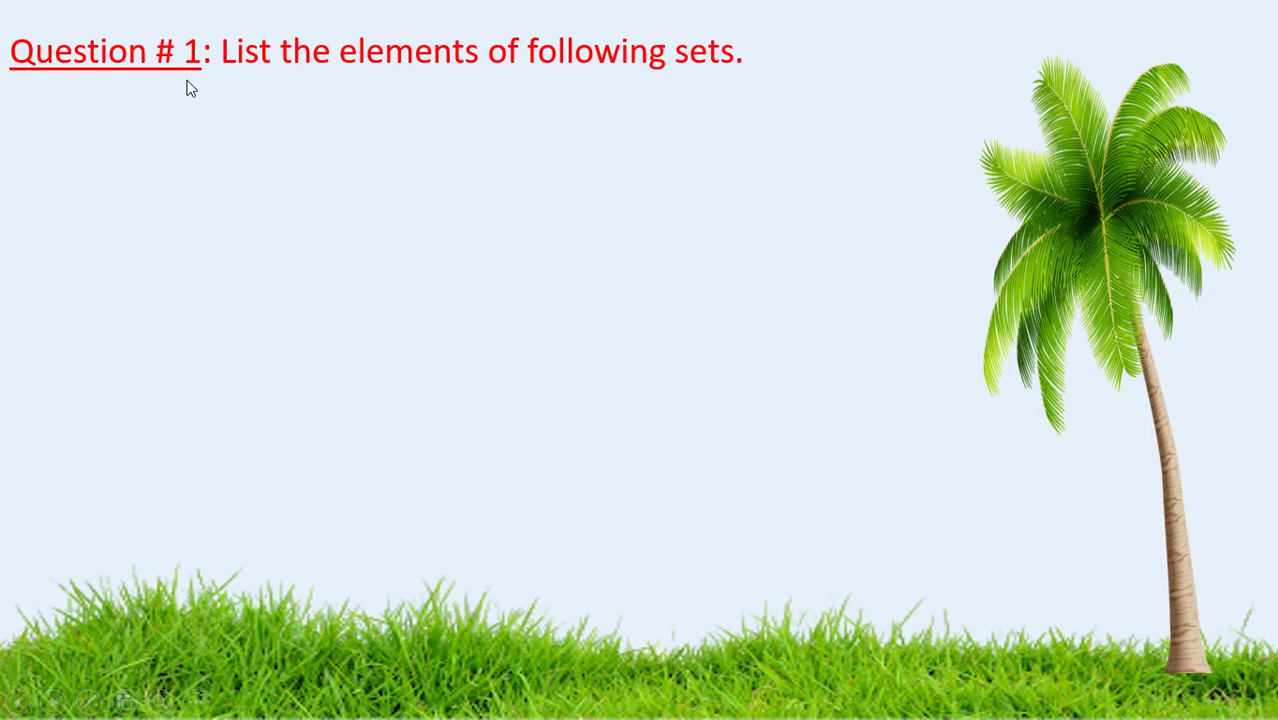 Question # 1: List the elements of following sets.